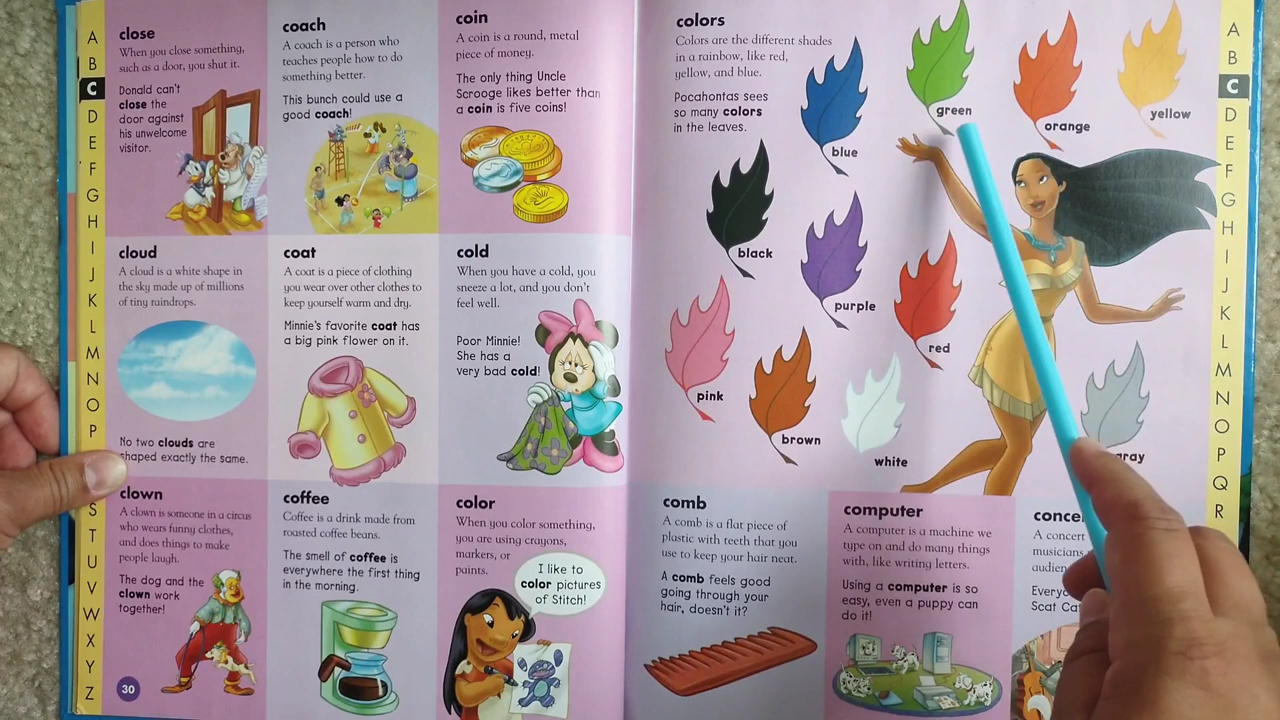 A
B
C
D
E
F
G
H
I
J
K
L
M
N
O
P
S
T
U
V
W
X
Y
Z
close
When you close something,
such as a door, you shut it.
Donald can't
close the
door against
his unwelcome
visitor.
coach
A coach is a person who
teaches people how to do
something better.
This bunch could use a
good coach!
coin
A coin is a round, metal
piece of money.
The only thing Uncle
Scrooge likes better than
a coin is five coins!
cloud
A cloud is a white shape in
the sky made up of millions
of tiny raindrops.
No two clouds are
shaped exactly the same.
coat
A coat is a piece of clothing
you wear over other clothes to
keep yourself warm and dry.
Minnie's favorite coat has
a big pink flower on it.
cold
When you have a cold, you
sneeze a lot, and you don't
feel well.
Poor Minnie!
She has a
very bad cold!
clown
A clown is someone in a circus
who wears funny clothes,
and does things to make
people laugh.
The dog and the
clown work
together!
coffee
Coffee is a drink made from
roasted coffee beans.
The smell of coffee is
everywhere the first thing
in the morning.
color
When you color something,
you are using crayons,
markers, or
paints.
I like to
color pictures
of Stitch!
30
colors
Colors are the different shades
in a rainbow, like red,
yellow, and blue.
Pocahontas sees
so many colors
in the leaves.
green
orange
yellow
blue
black
purple
red
pink
brown
white
comb
A comb is a flat piece of
plastic with teeth that you
use to keep your hair neat.
A comb feels good
going through your
hair, doesn't it?
computer
A computer is a machine we
type on and do many things
with, like writing letters.
Using a computer is so
easy, even a puppy can
do it!
A concert
musicians
Scat
A
B
C
D
E
F
G
H
I
J
K
L
M
N
O
P
Q
R